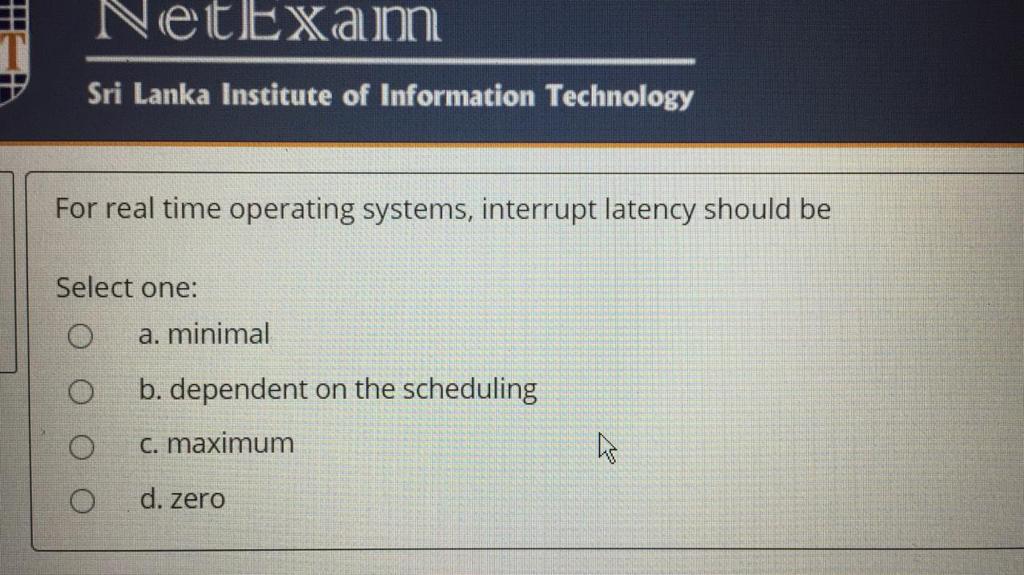 NetExam
Sri Lanka Institute of Information Technology
For real time operating systems, interrupt latency should be
Select one:
a. minimal
b. dependent on the scheduling
c. maximum
d. zero